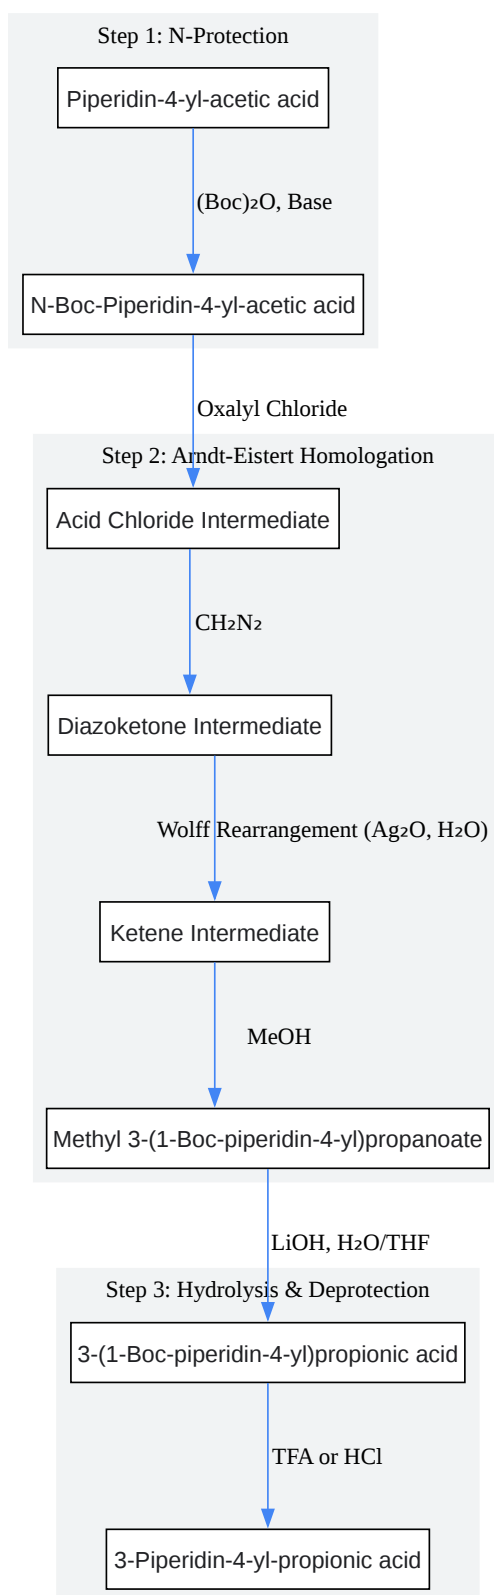 Step 1: N-Protection
Piperidin-4-yl-acetic acid
(Boc)₂O, Base
N-Boc-Piperidin-4-yl-acetic acid
Oxalyl Chloride
Step 2: Arndt-Eistert Homologation
Acid Chloride Intermediate
CH₂N₂
Diazoketone Intermediate
Wolff Rearrangement (Ag₂O, H₂O)
Ketene Intermediate
MeOH
Methyl 3-(1-Boc-piperidin-4-yl)propanoate
LiOH, H₂O/THF
Step 3: Hydrolysis & Deprotection
3-(1-Boc-piperidin-4-yl)propionic acid
TFA or HCl
3-Piperidin-4-yl-propionic acid